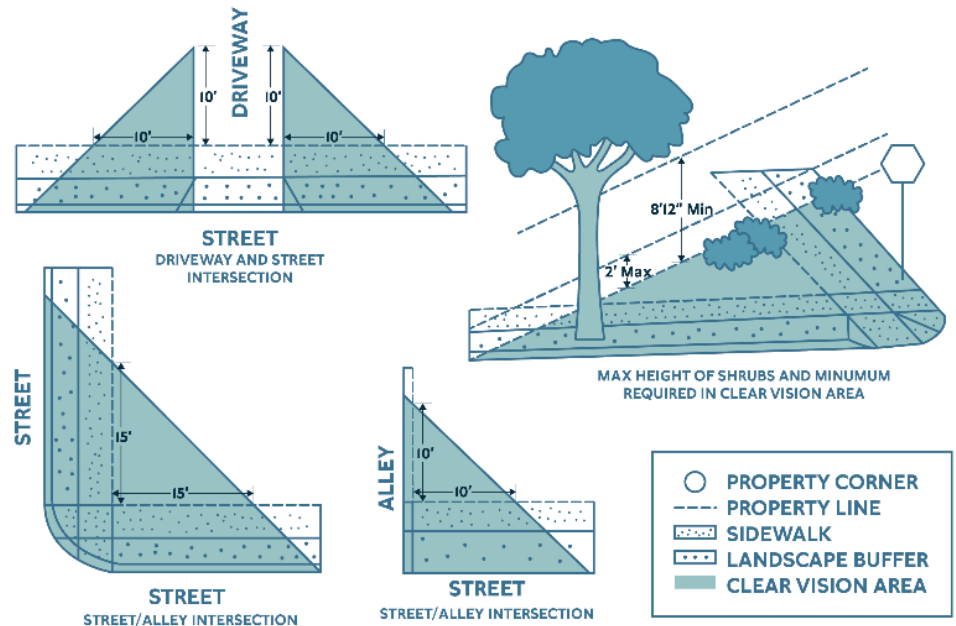 DRIVEWAY
10'
10'
10'
10'
STREET
DRIVEWAY AND STREET
INTERSECTION
8'12" Min
2' Max
MAX HEIGHT OF SHRUBS AND MINUMUM
REQUIRED IN CLEAR VISION AREA
STREET
15'
15'
STREET
STREET/ALLEY INTERSECTION
ALLEY
10'
10'
STREET
STREET/ALLEY INTERSECTION
PROPERTY CORNER
PROPERTY LINE
SIDEWALK
LANDSCAPE BUFFER
CLEAR VISION AREA